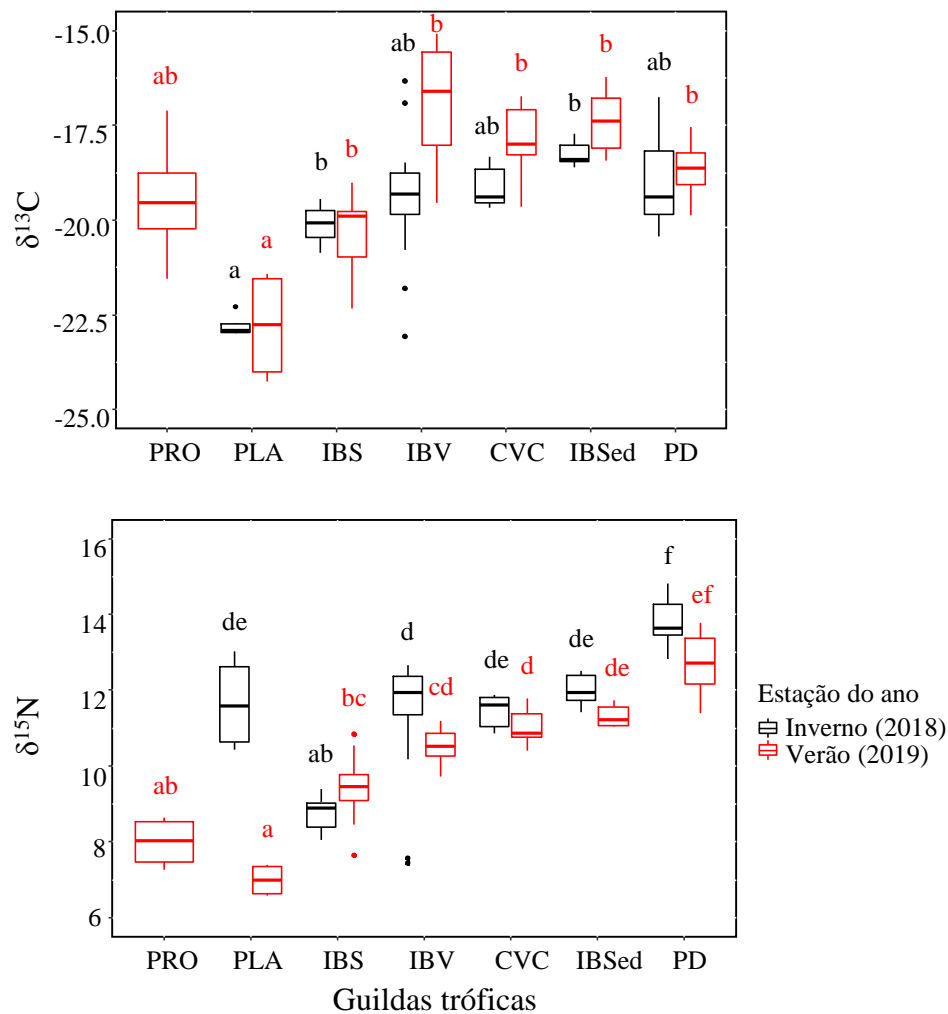 -15.0
-17.5
-20.0
-22.5
-25.0
δ13C
ab
a
a
b
b
ab
b
ab
b
b
b
ab
b
PRO PLA IBS IBV CVC IBSed PD
16
14
12
10
8
6
δ15N
ab
de
a
ab
bc
d
cd
de
d
de
de
f
ef
PRO PLA IBS IBV CVC IBSed PD
Guildas tróficas
Estação do ano
Inverno (2018)
Verão (2019)